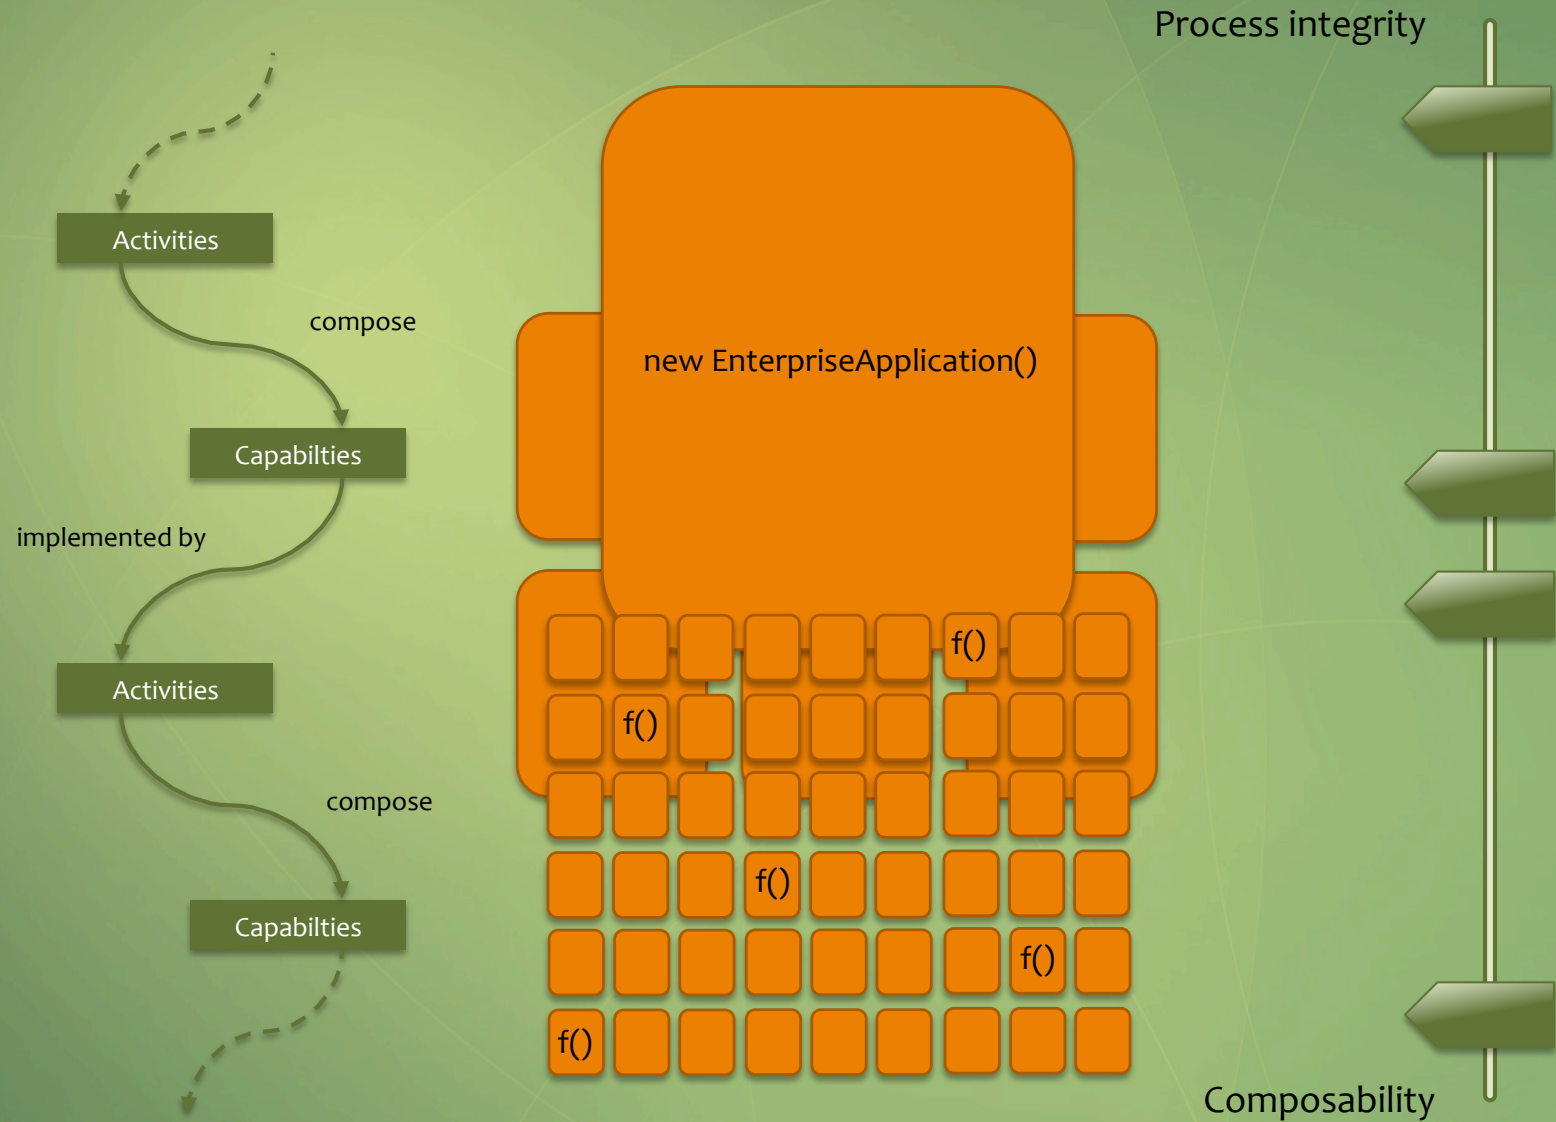 Process integrity
Activities
compose
new EnterpriseApplication()
Capabilties
implemented by
f()
Activities
f()
compose
f()
Capabilties
f()
f()
Composability